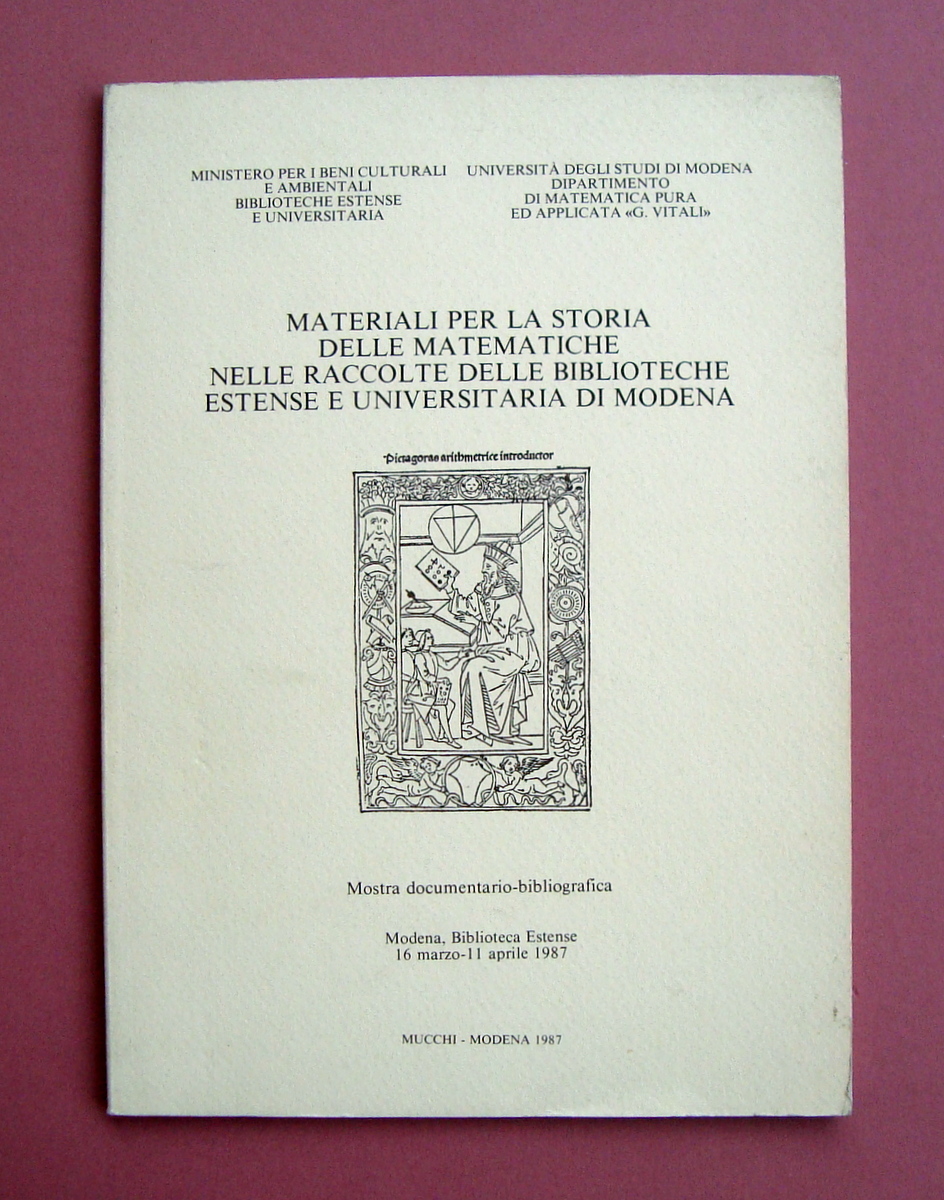 MINISTERO PER I BENI CULTURALI
E AMBIENTALI
BIBLIOTECHE ESTENSE
E UNIVERSITARIA
UNIVERSITÀ DEGLI STUDI DI MODENA
DIPARTIMENTO
DI MATEMATICA PURA
ED APPLICATA «G. VITALI»
MATERIALI PER LA STORIA
DELLE MATEMATICHE
NELLE RACCOLTE DELLE BIBLIOTECHE
ESTENSE E UNIVERSITARIA DI MODENA
Pictagoras arithmetrice introductor
Mostra documentario-bibliografica
Modena, Biblioteca Estense
16 marzo-11 aprile 1987
MUCCHI - MODENA 1987